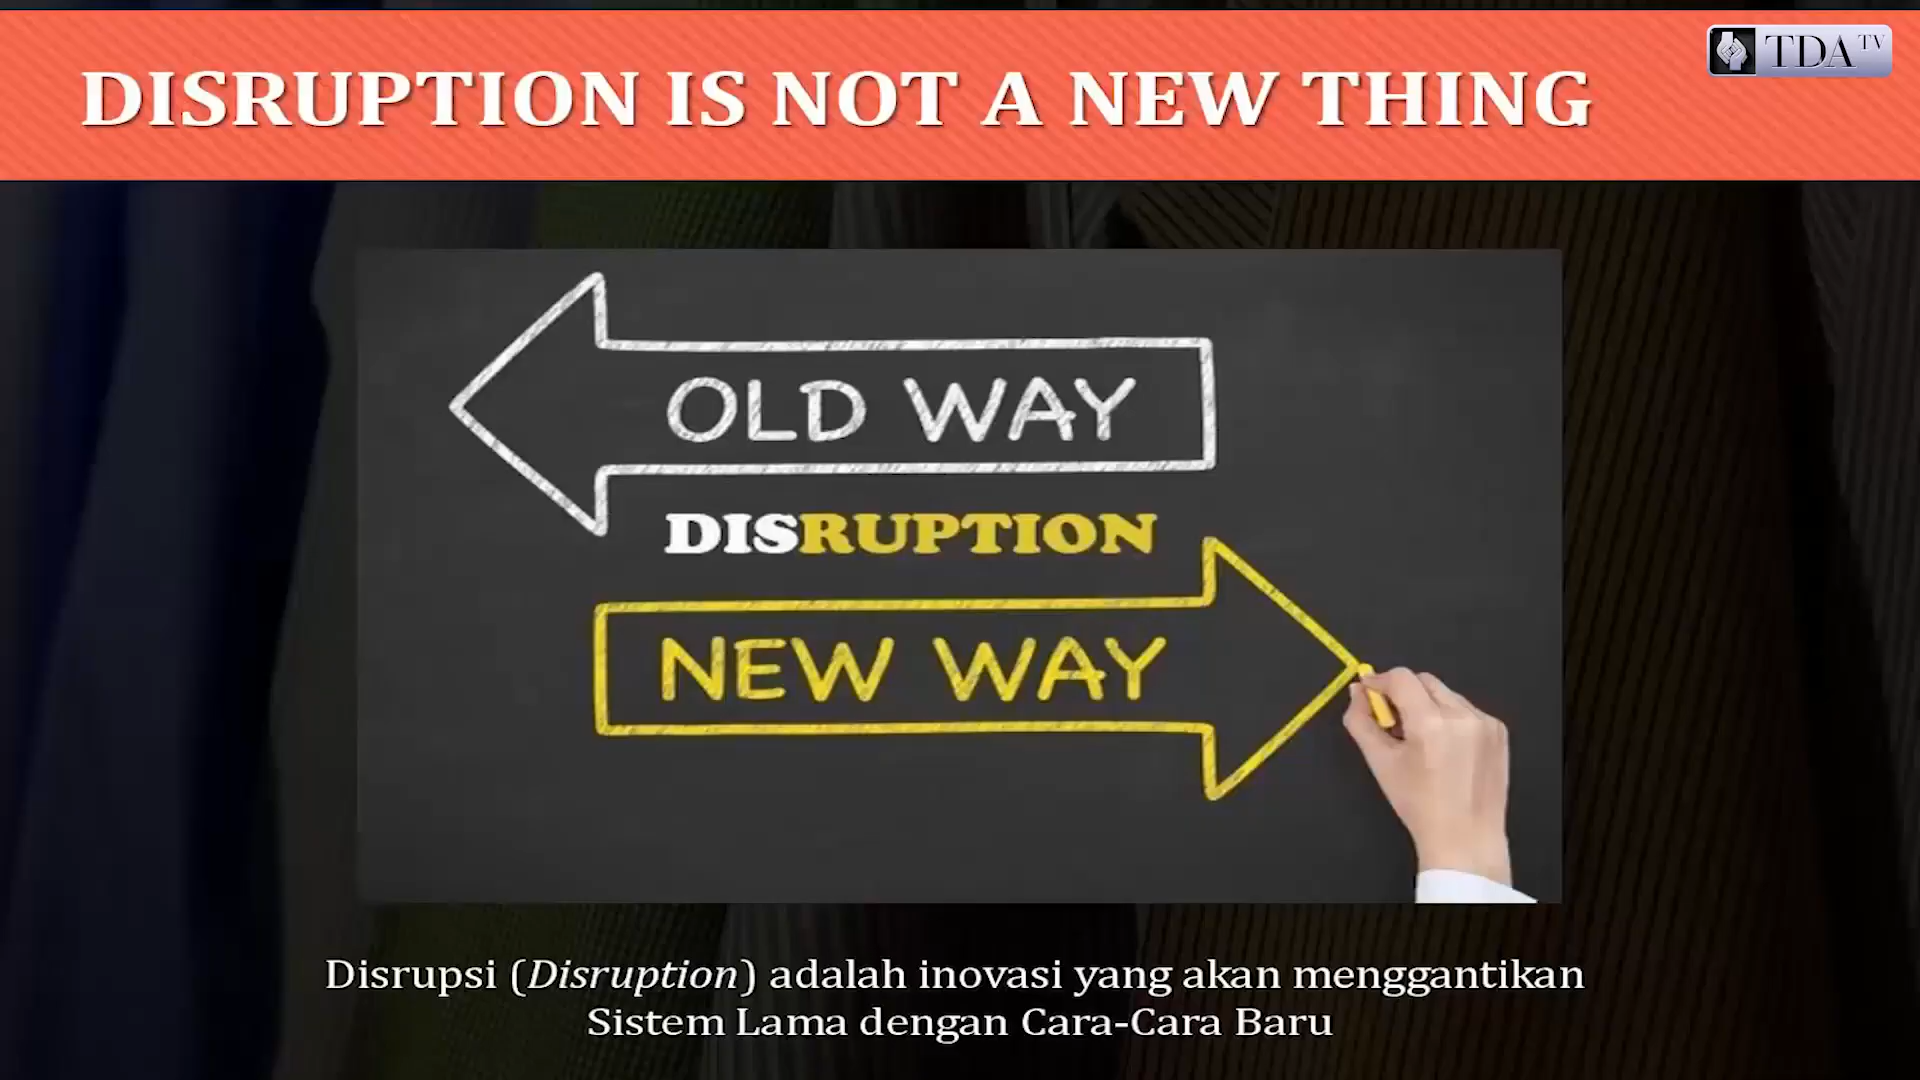 DISRUPTION IS NOT A NEW THING
TDA TV
OLD WAY
DISRUPTION
NEW WAY
Disrupsi (Disruption) adalah inovasi yang akan menggantikan
Sistem Lama dengan Cara-Cara Baru